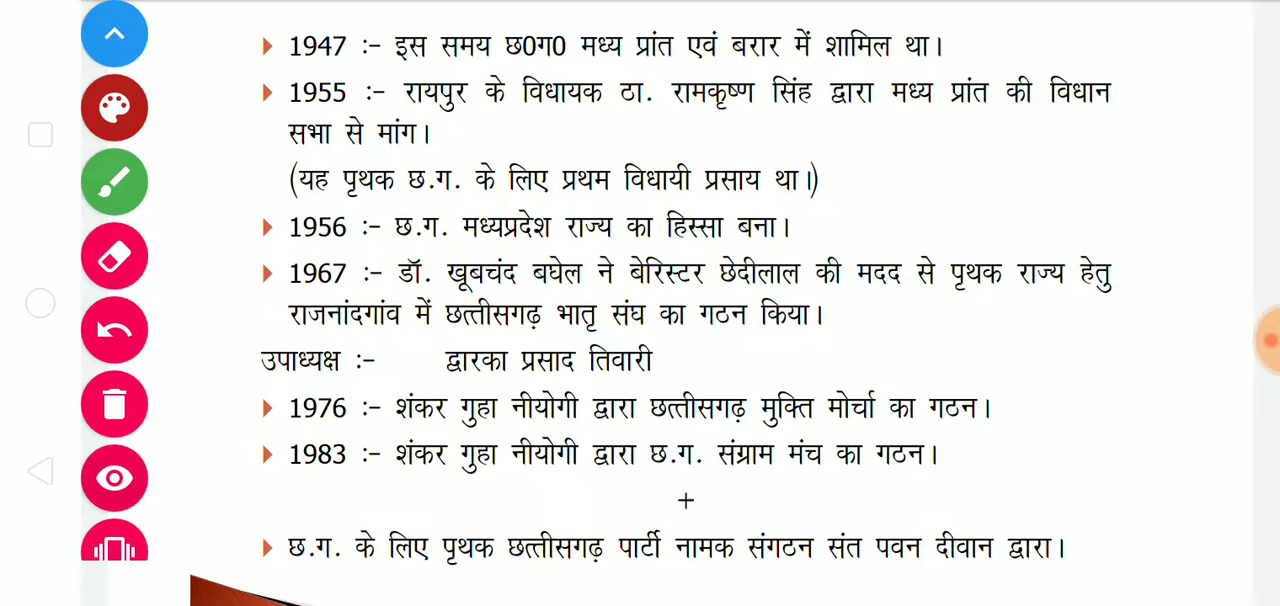 1947 :– इस समय छ0ग0 मध्य प्रांत एवं बरार में शामिल था।
1955 :– रायपुर के विधायक ठा. रामकृष्ण सिंह द्वारा मध्य प्रांत की विधान
सभा से मांग।
(यह पृथक छ.ग. के लिए प्रथम विधायी प्रसाय था।)
1956 :– छ.ग. मध्यप्रदेश राज्य का हिस्सा बना।
1967 :– डॉ. खूबचंद बघेल ने बेरिस्टर छेदीलाल की मदद से पृथक राज्य हेतु
राजनांदगांव में छत्तीसगढ़ भातृ संघ का गठन किया।
उपाध्यक्ष :– द्वारका प्रसाद तिवारी
1976 :– शंकर गुहा नीयोगी द्वारा छत्तीसगढ़ मुक्ति मोर्चा का गठन।
1983 :– शंकर गुहा नीयोगी द्वारा छ.ग. संग्राम मंच का गठन।
+
छ.ग. के लिए पृथक छत्तीसगढ़ पार्टी नामक संगठन संत पवन दीवान द्वारा।